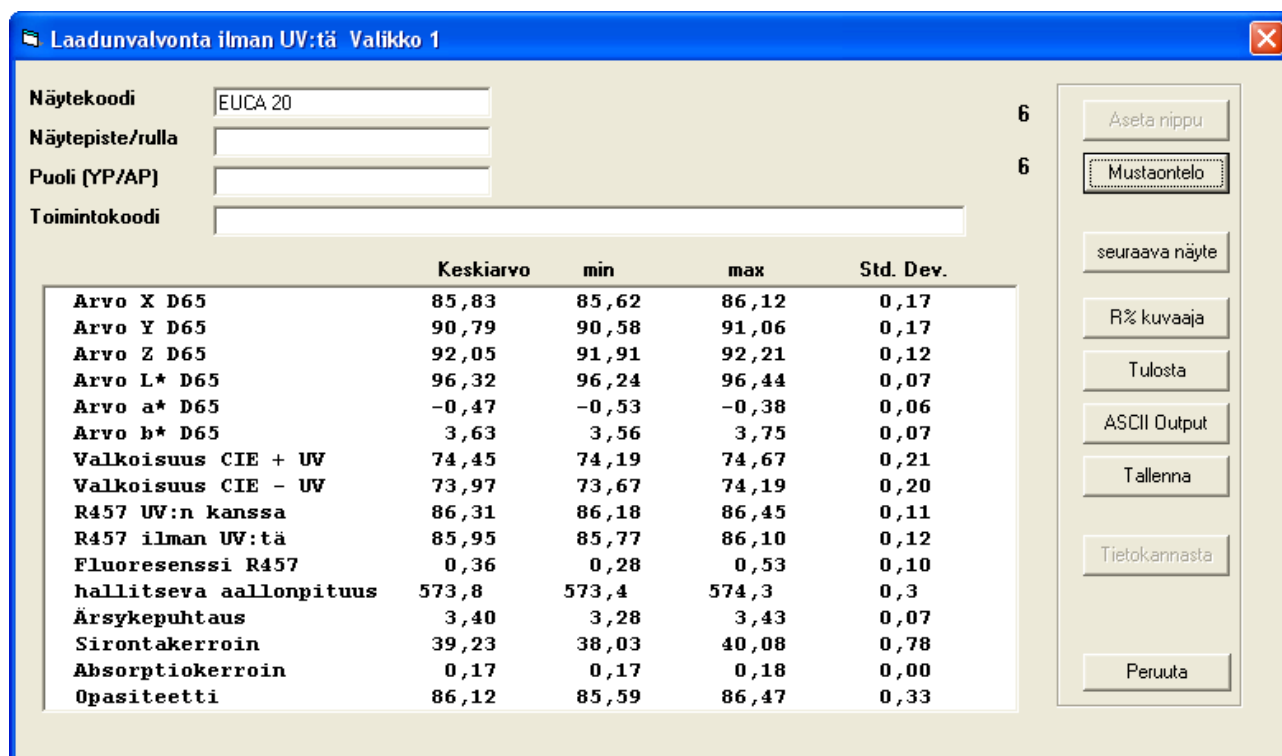 Laadunvalvonta ilman UV:tä Valikko 1
Näytekoodi EUCA 20
Näytepiste/rulla
Puoli (YP/AP)
Toimintokoodi
6
6
Keskiarvo min max Std. Dev.
Arvo X D65 85,83 85,62 86,12 0,17
Arvo Y D65 90,79 90,58 91,06 0,17
Arvo Z D65 92,05 91,91 92,21 0,12
Arvo L* D65 96,32 96,24 96,44 0,07
Arvo a* D65 -0,47 -0,53 -0,38 0,06
Arvo b* D65 3,63 3,56 3,75 0,07
Valkoisuus CIE + UV 74,45 74,19 74,67 0,21
Valkoisuus CIE - UV 73,97 73,67 74,19 0,20
R457 UV:n kanssa 86,31 86,18 86,45 0,11
R457 ilman UV:tä 85,95 85,77 86,10 0,12
Fluoresenssi R457 0,36 0,28 0,53 0,10
hallitseva aallonpituus 573,8 573,4 574,3 0,3
Ärsykepuhtaus 3,40 3,28 3,43 0,07
Sirontakerroin 39,23 38,03 40,08 0,78
Absorptiokerroin 0,17 0,17 0,18 0,00
Opasiteetti 86,12 85,59 86,47 0,33
Aseta nippu
Mustaontelo
seuraava näyte
R% kuvaaja
Tulosta
ASCII Output
Tallenna
Tietokannasta
Peruuta